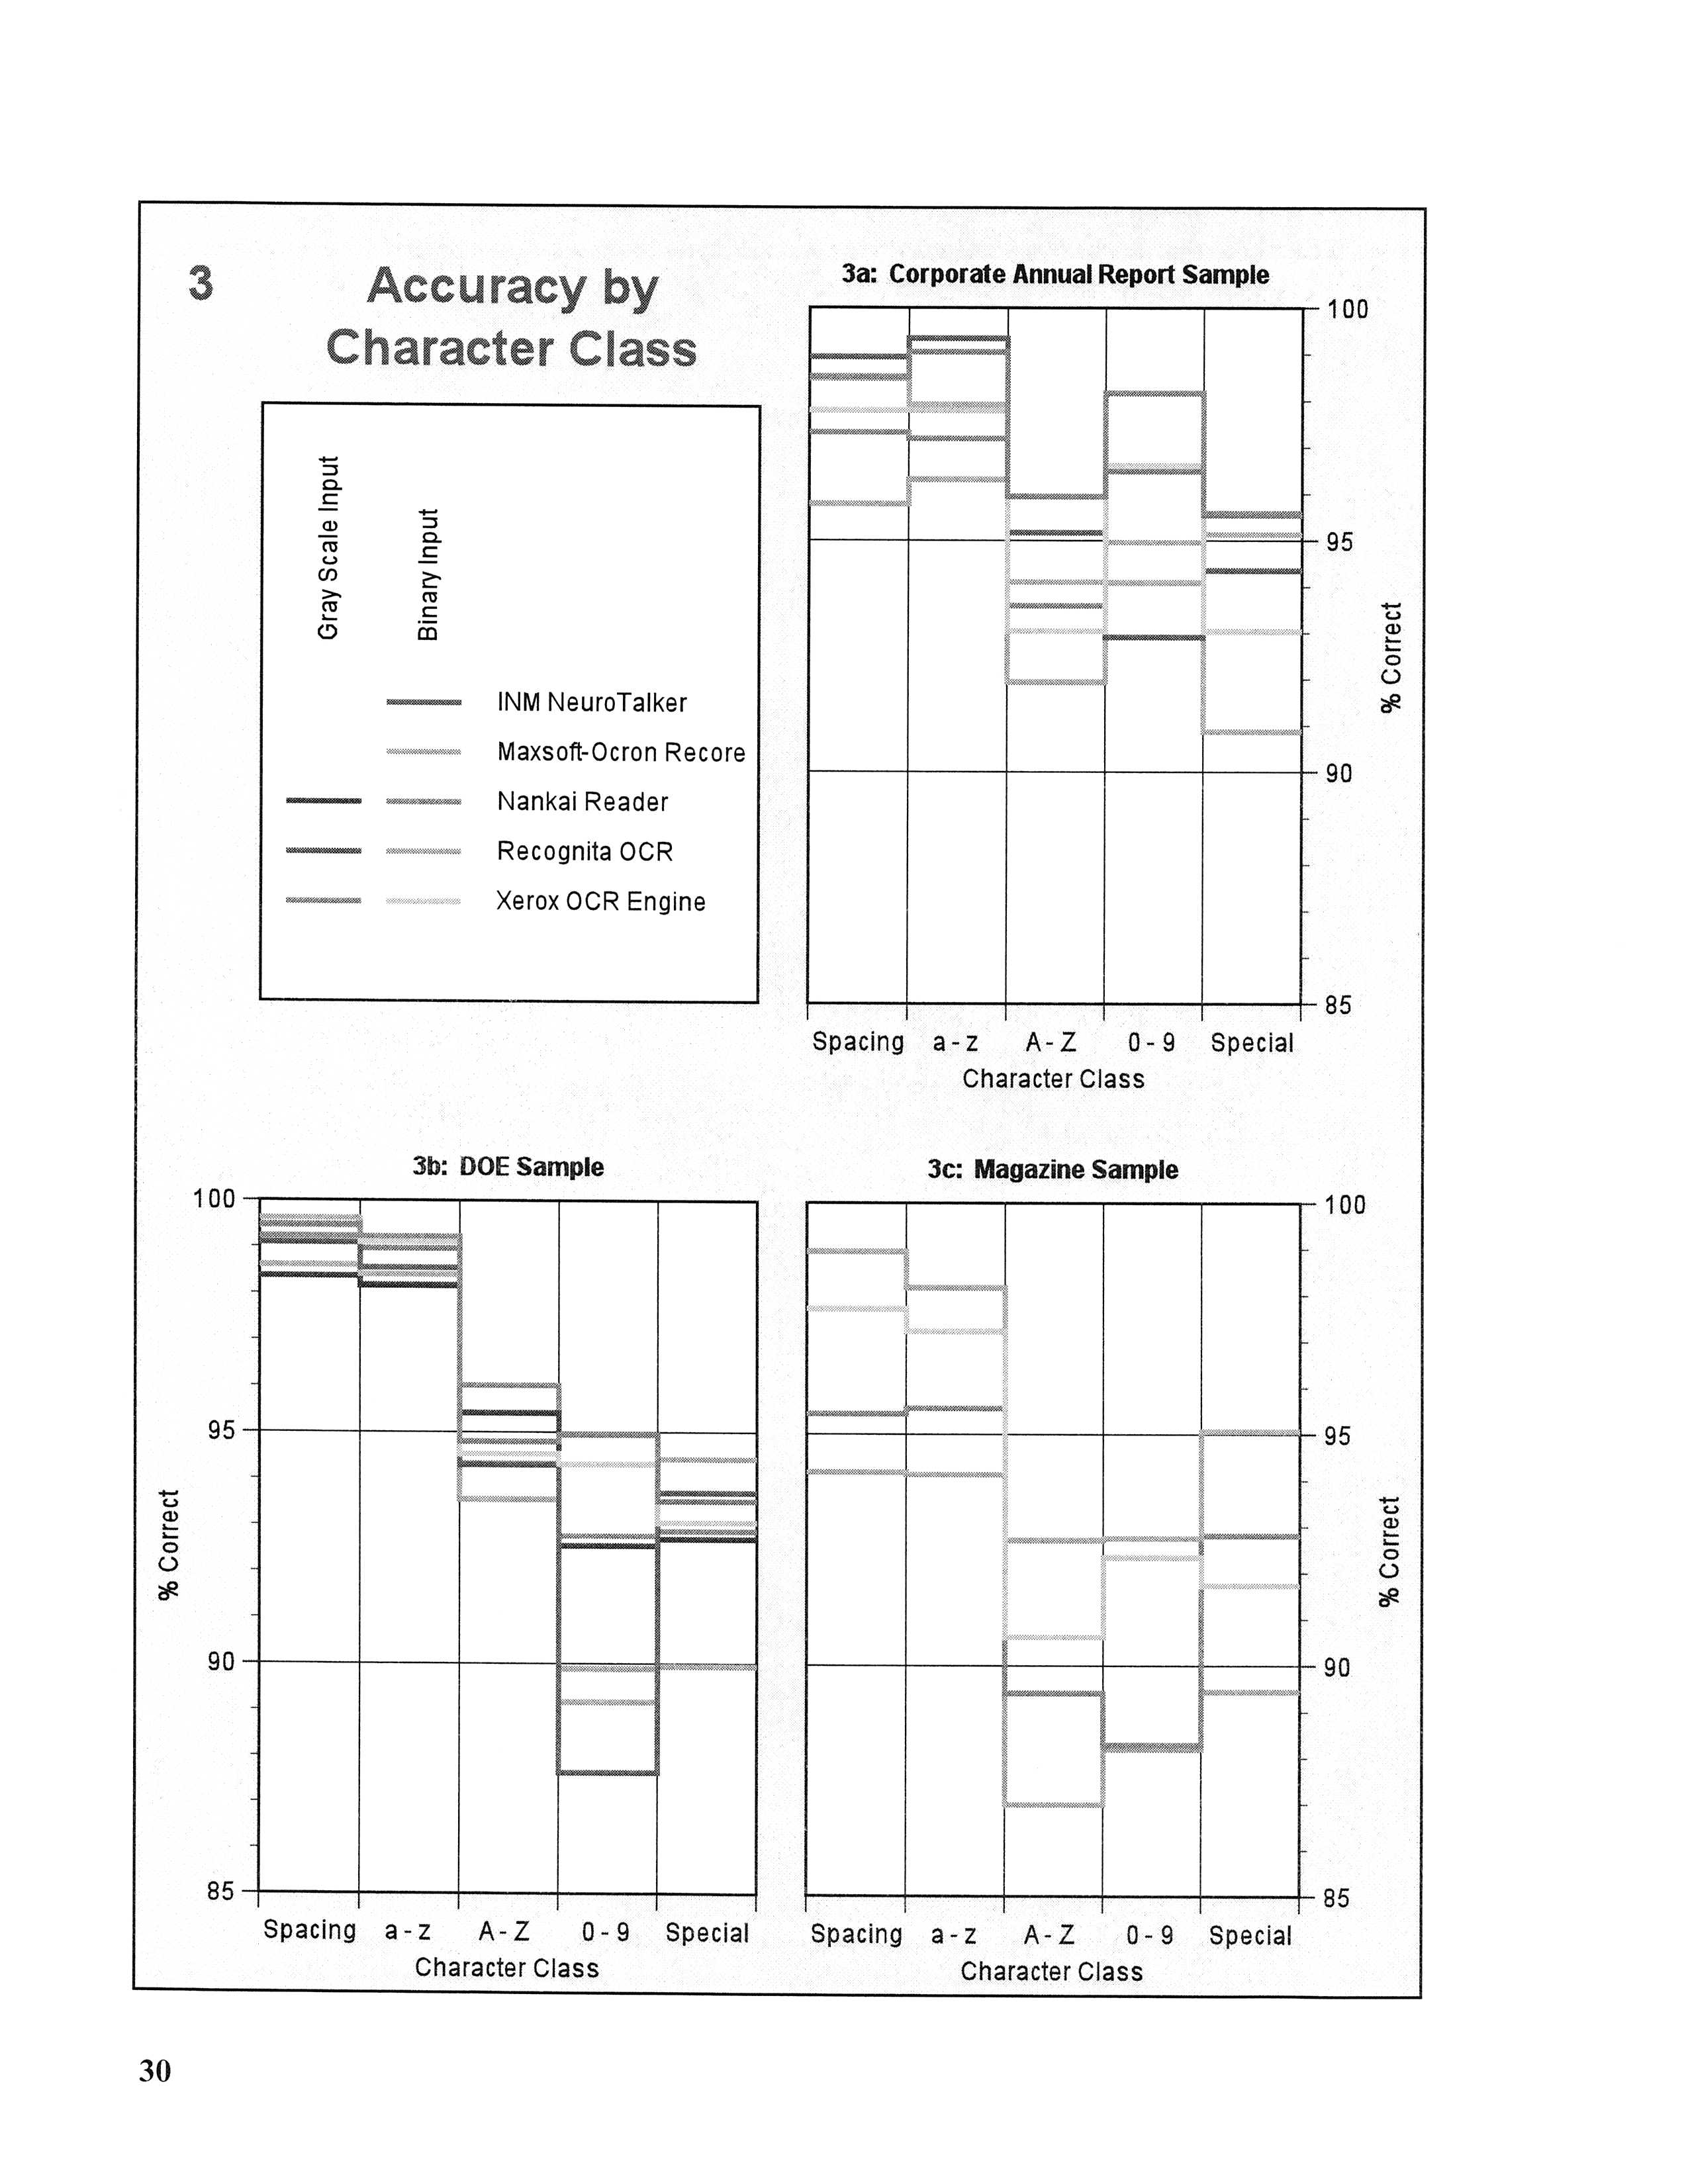 3
Accuracy by
Character Class
Gray Scale Input
Binary Input
INM NeuroTalker
Maxsoft-Ocron Recore
Nankai Reader
Recognita OCR
Xerox OCR Engine
3a: Corporate Annual Report Sample
100
95
90
85
% Correct
Spacing a - z A - Z 0 - 9 Special
Character Class
3b: DOE Sample
100
95
90
85
% Correct
Spacing a - z A - Z 0 - 9 Special
Character Class
3c: Magazine Sample
100
95
90
85
% Correct
Spacing a - z A - Z 0 - 9 Special
Character Class
30